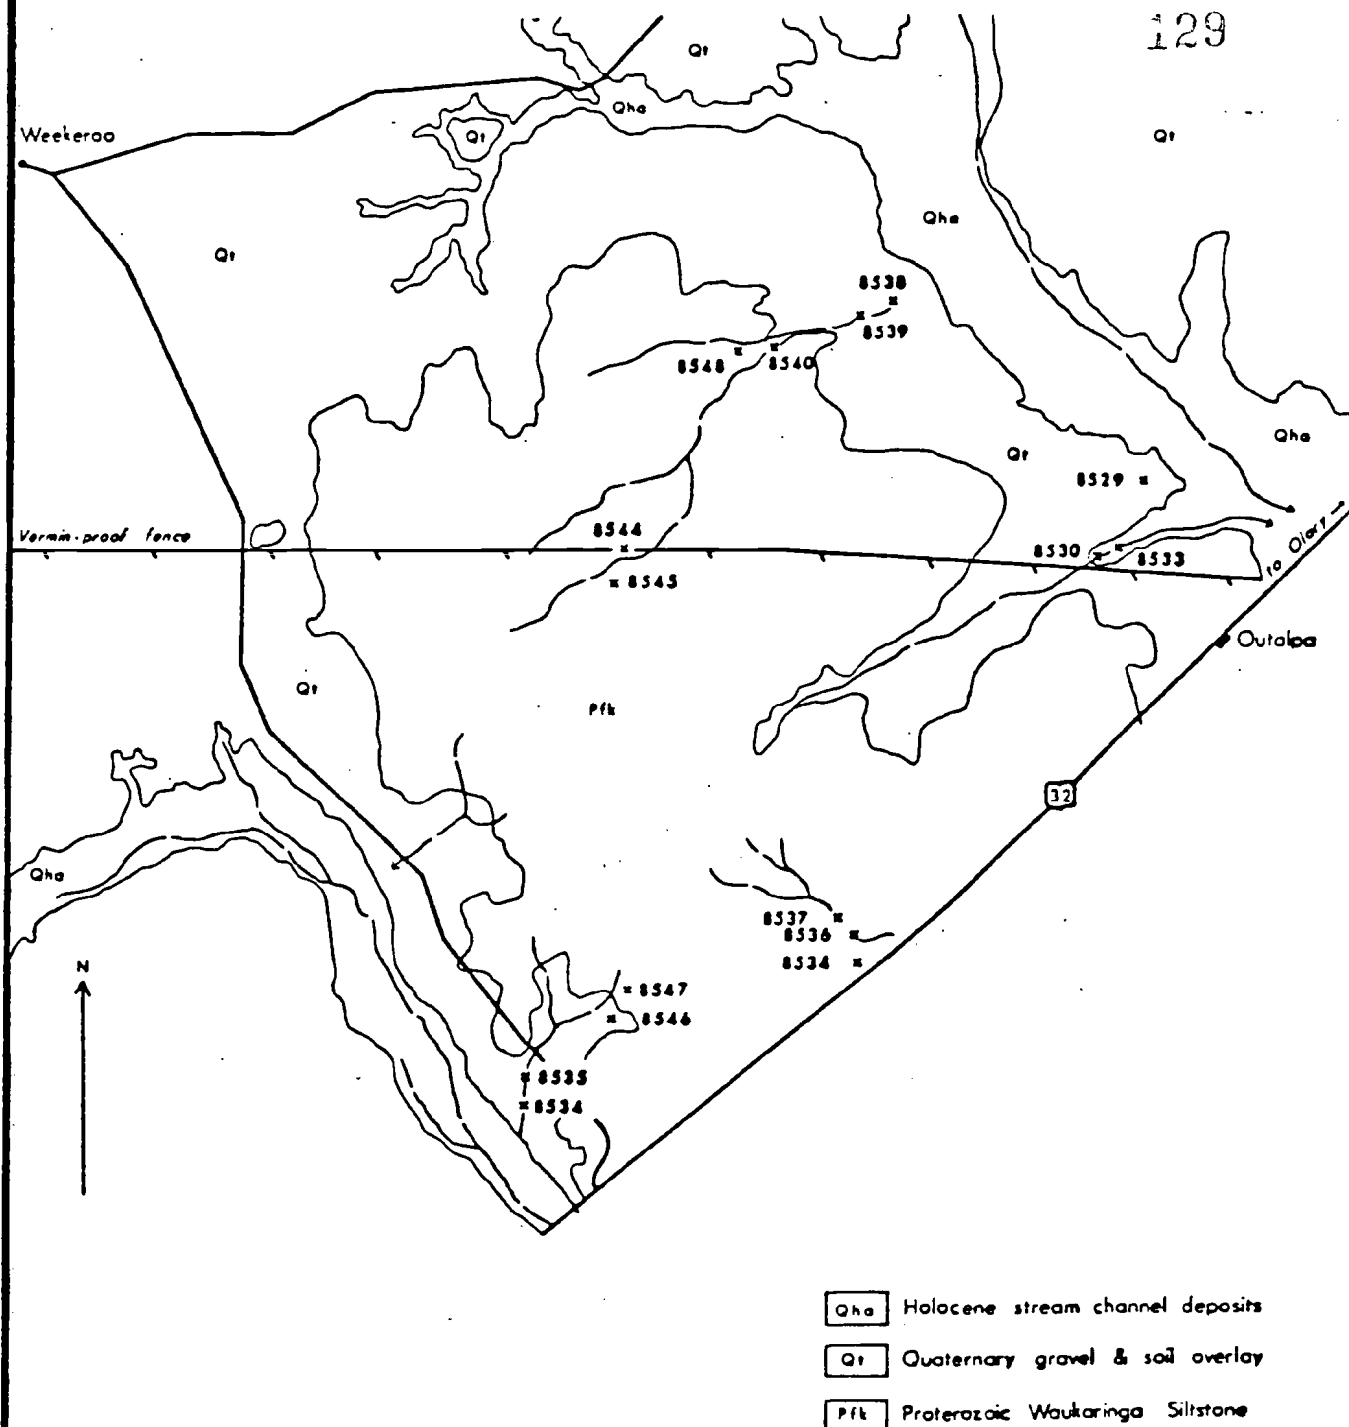 129
Qt
Qha
Weekeroo
Qt
Qt
Qha
Qt
8538
8539
8548
8540
Qha
Qt
8529
8544
Vermin-proof fence
8530
8533
to Olary
8545
Outalpa
Qt
Pfk
32
Qha
8537
8536
8534
N
8547
8546
8535
8534
Qha Holocene stream channel deposits
Qt Quaternary gravel & soil overlay
Pfk Proterozoic Waukaringa Siltstone